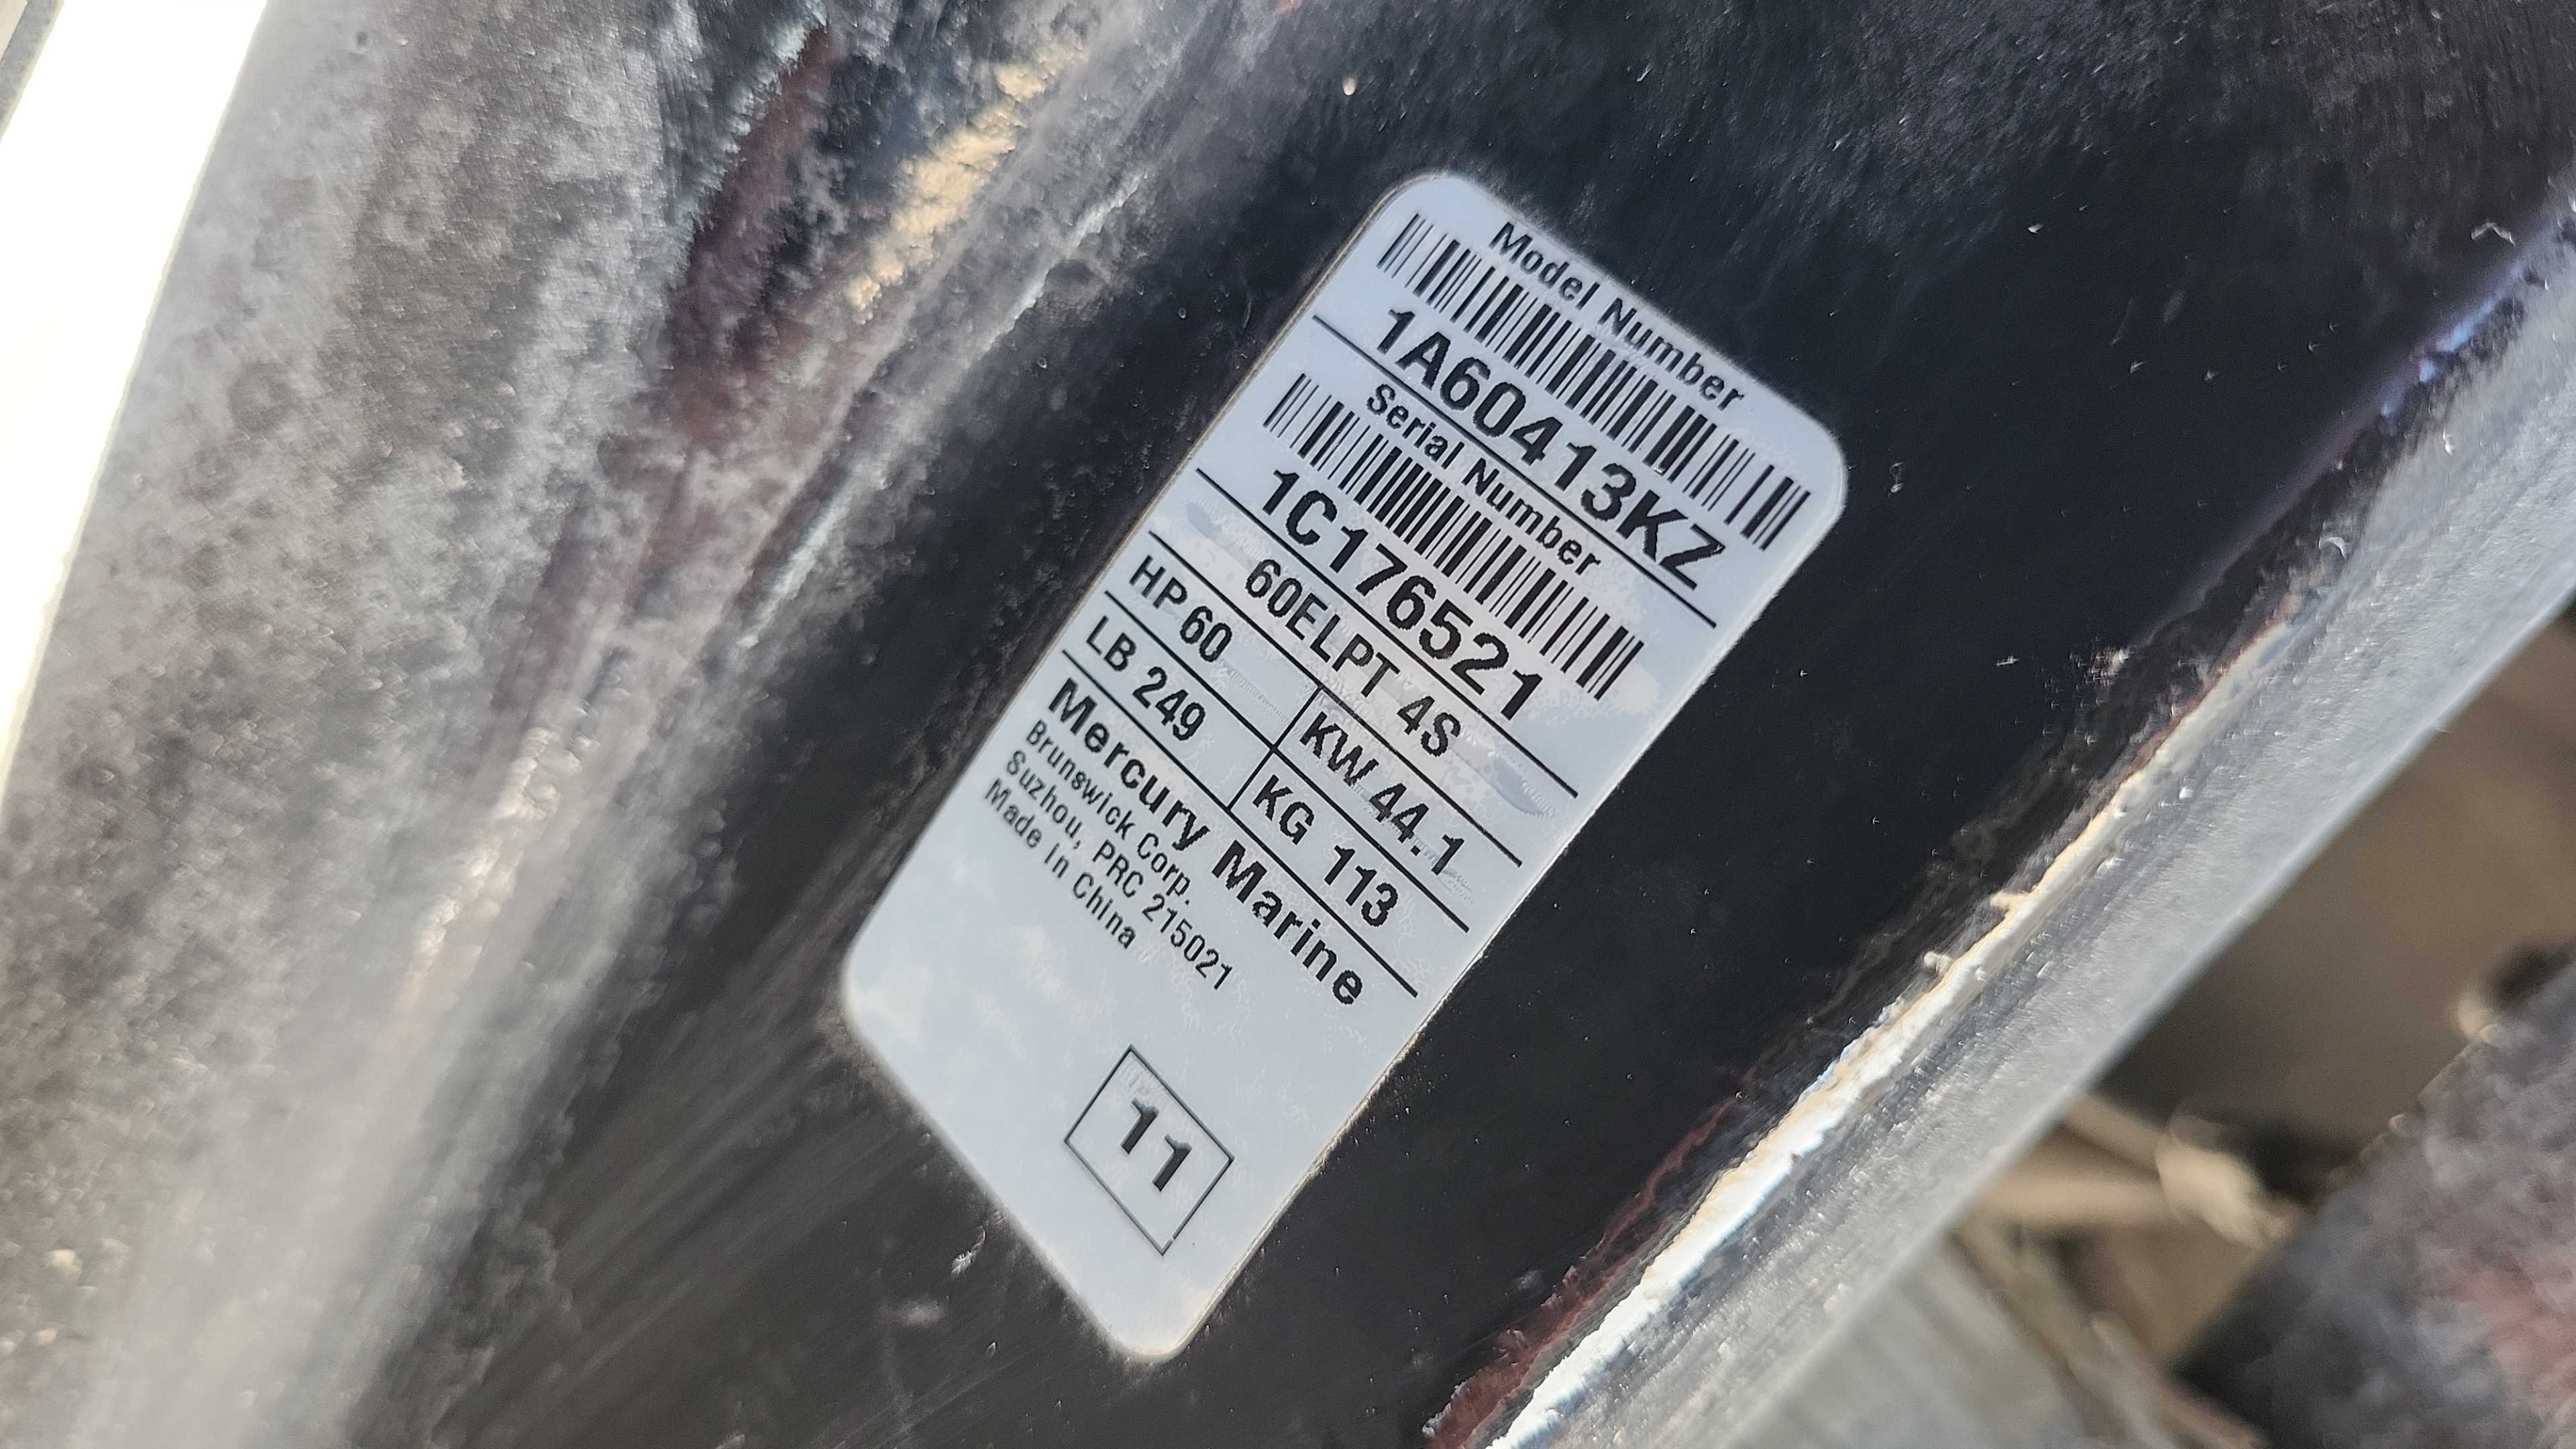 Model Number
1A60413KZ
Serial Number
1C176521
60ELPT 4S
HP 60 KW 44.1
LB 249 KG 113
Mercury Marine
Brunswick Corp.
Suzhou, PRC 215021
Made in China
11